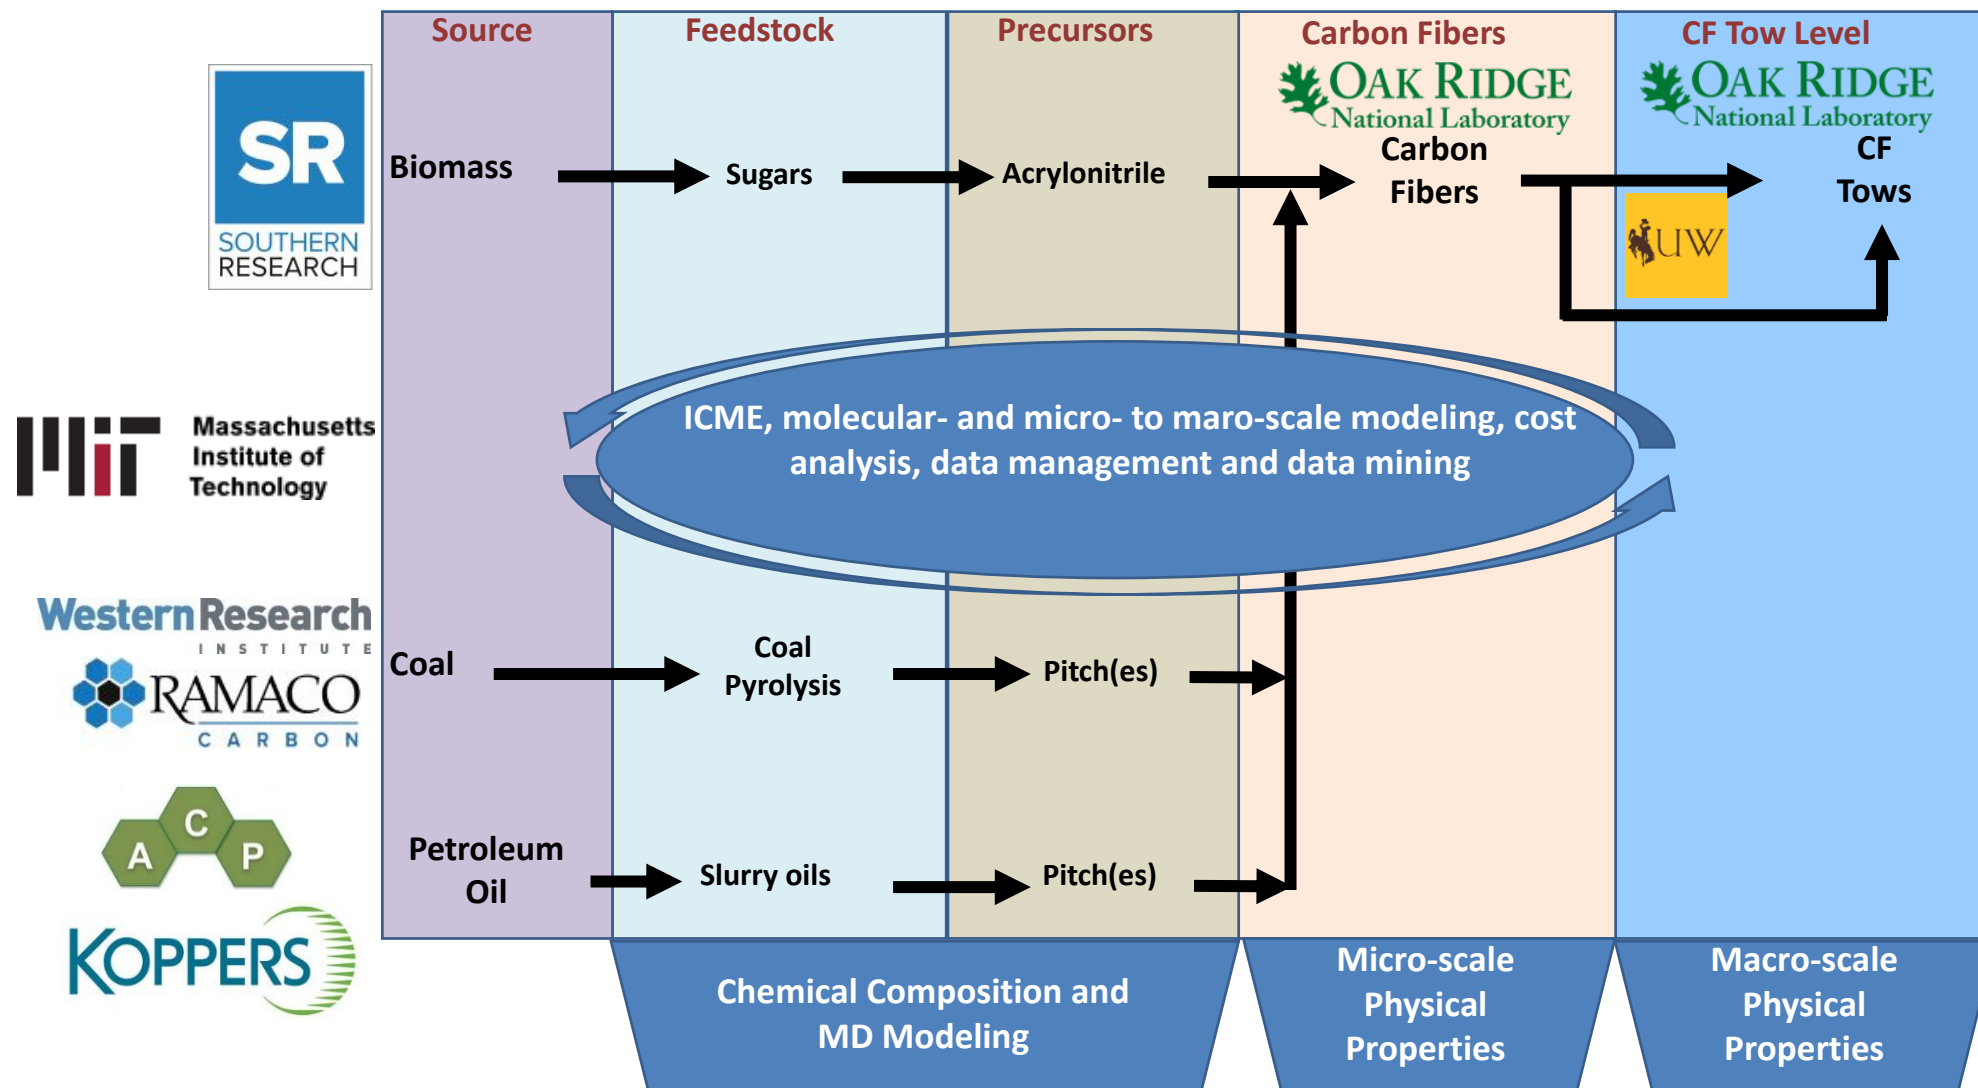 Source
Feedstock
Precursors
Carbon Fibers
CF Tow Level
SR
SOUTHERN
RESEARCH
OAK RIDGE
National Laboratory
OAK RIDGE
National Laboratory
Biomass
Sugars
Acrylonitrile
Carbon
Fibers
CF
Tows
UW
Massachusetts
Institute of
Technology
ICME, molecular- and micro- to maro-scale modeling, cost
analysis, data management and data mining
Western Research
INSTITUTE
RAMACO
CARBON
Coal
Coal
Pyrolysis
Pitch(es)
A C P
Petroleum
Oil
Slurry oils
Pitch(es)
KOPPERS
Chemical Composition and
MD Modeling
Micro-scale
Physical
Properties
Macro-scale
Physical
Properties